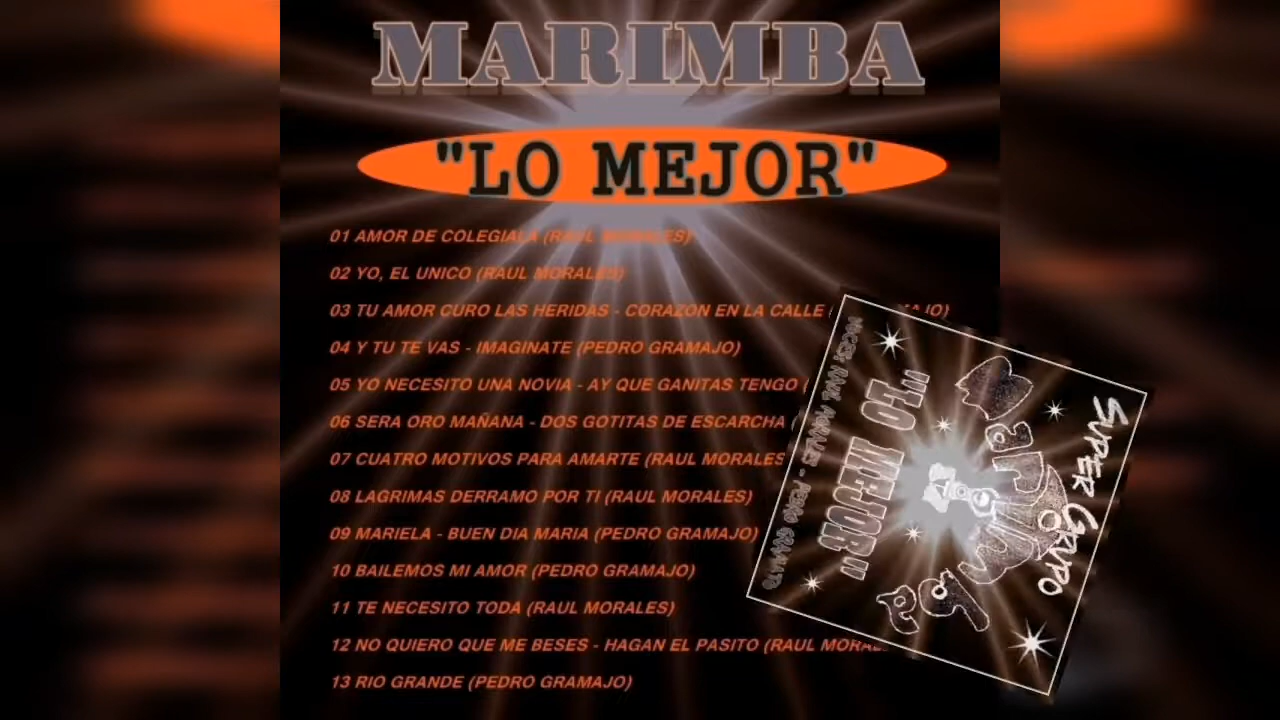 MARIMBA
"LO MEJOR"
01 AMOR DE COLEGIALA (RAUL MORALES)
02 YO, EL UNICO (RAUL MORALES)
03 TU AMOR CURO LAS HERIDAS - CORAZON EN LA CALLE
04 Y TU TE VAS - IMAGINATE (PEDRO GRAMAJO)
05 YO NECESITO UNA NOVIA - AY QUE GANITAS TENGO (
06 SERA ORO MAÑANA - DOS GOTITAS DE ESCARCHA (
07 CUATRO MOTIVOS PARA AMARTE (RAUL MORALES
08 LAGRIMAS DERRAMO POR TI (RAUL MORALES)
09 MARIELA - BUEN DIA MARIA (PEDRO GRAMAJO)
10 BAILEMOS MI AMOR (PEDRO GRAMAJO)
11 TE NECESITO TODA (RAUL MORALES)
12 NO QUIERO QUE ME BESES - HAGAN EL PASITO (RAUL
13 RIO GRANDE (PEDRO GRAMAJO)
SUPER GRUPO
"LO MEJOR"
RAUL MORALES - PEDRO GRAMAJO